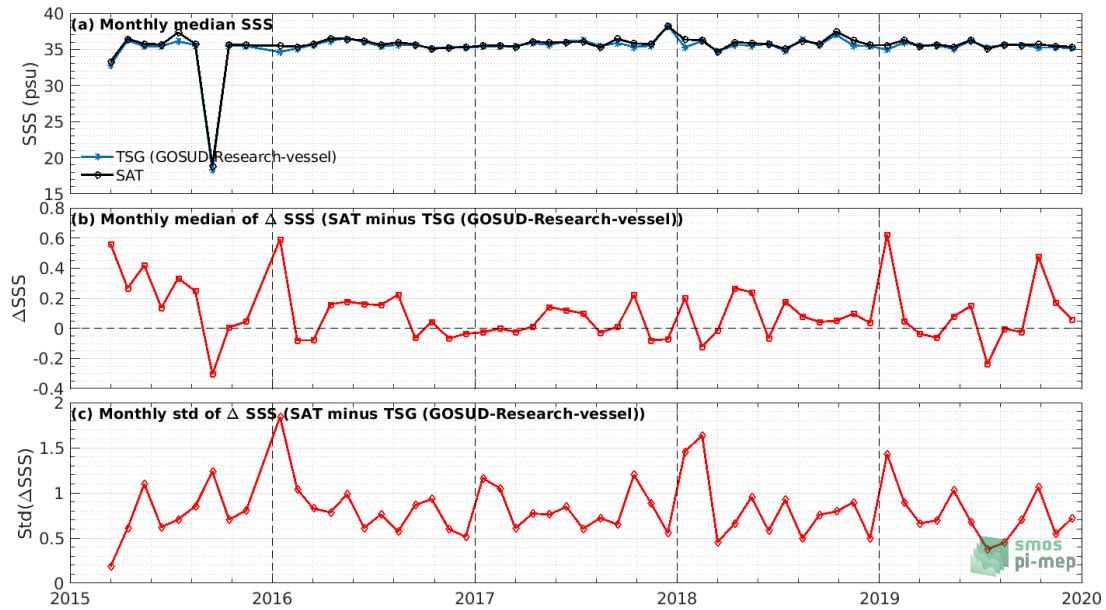 (a) Monthly median SSS
40
35
30
25
20
15
SSS (psu)
TSG (GOSUD-Research-vessel)
SAT
(b) Monthly median of Δ SSS (SAT minus TSG (GOSUD-Research-vessel))
0.8
0.6
0.4
0.2
0
-0.2
-0.4
ΔSSS
(c) Monthly std of Δ SSS (SAT minus TSG (GOSUD-Research-vessel))
2
1.5
1
0.5
0
Std(ΔSSS)
smos
pi-mep
2015 2016 2017 2018 2019 2020